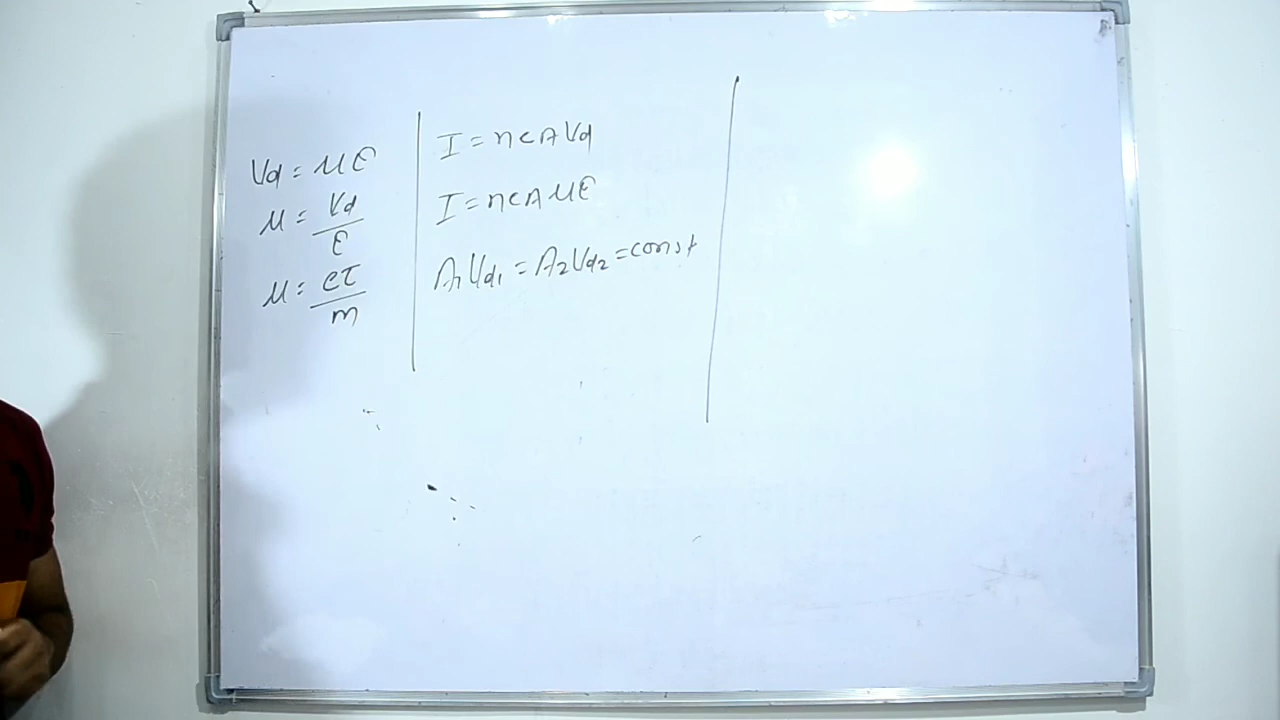 Vd = μE
μ = Vd / E
μ = eτ / m
I = neAVd
I = neAμE
A₁Vd₁ = A₂Vd₂ = const